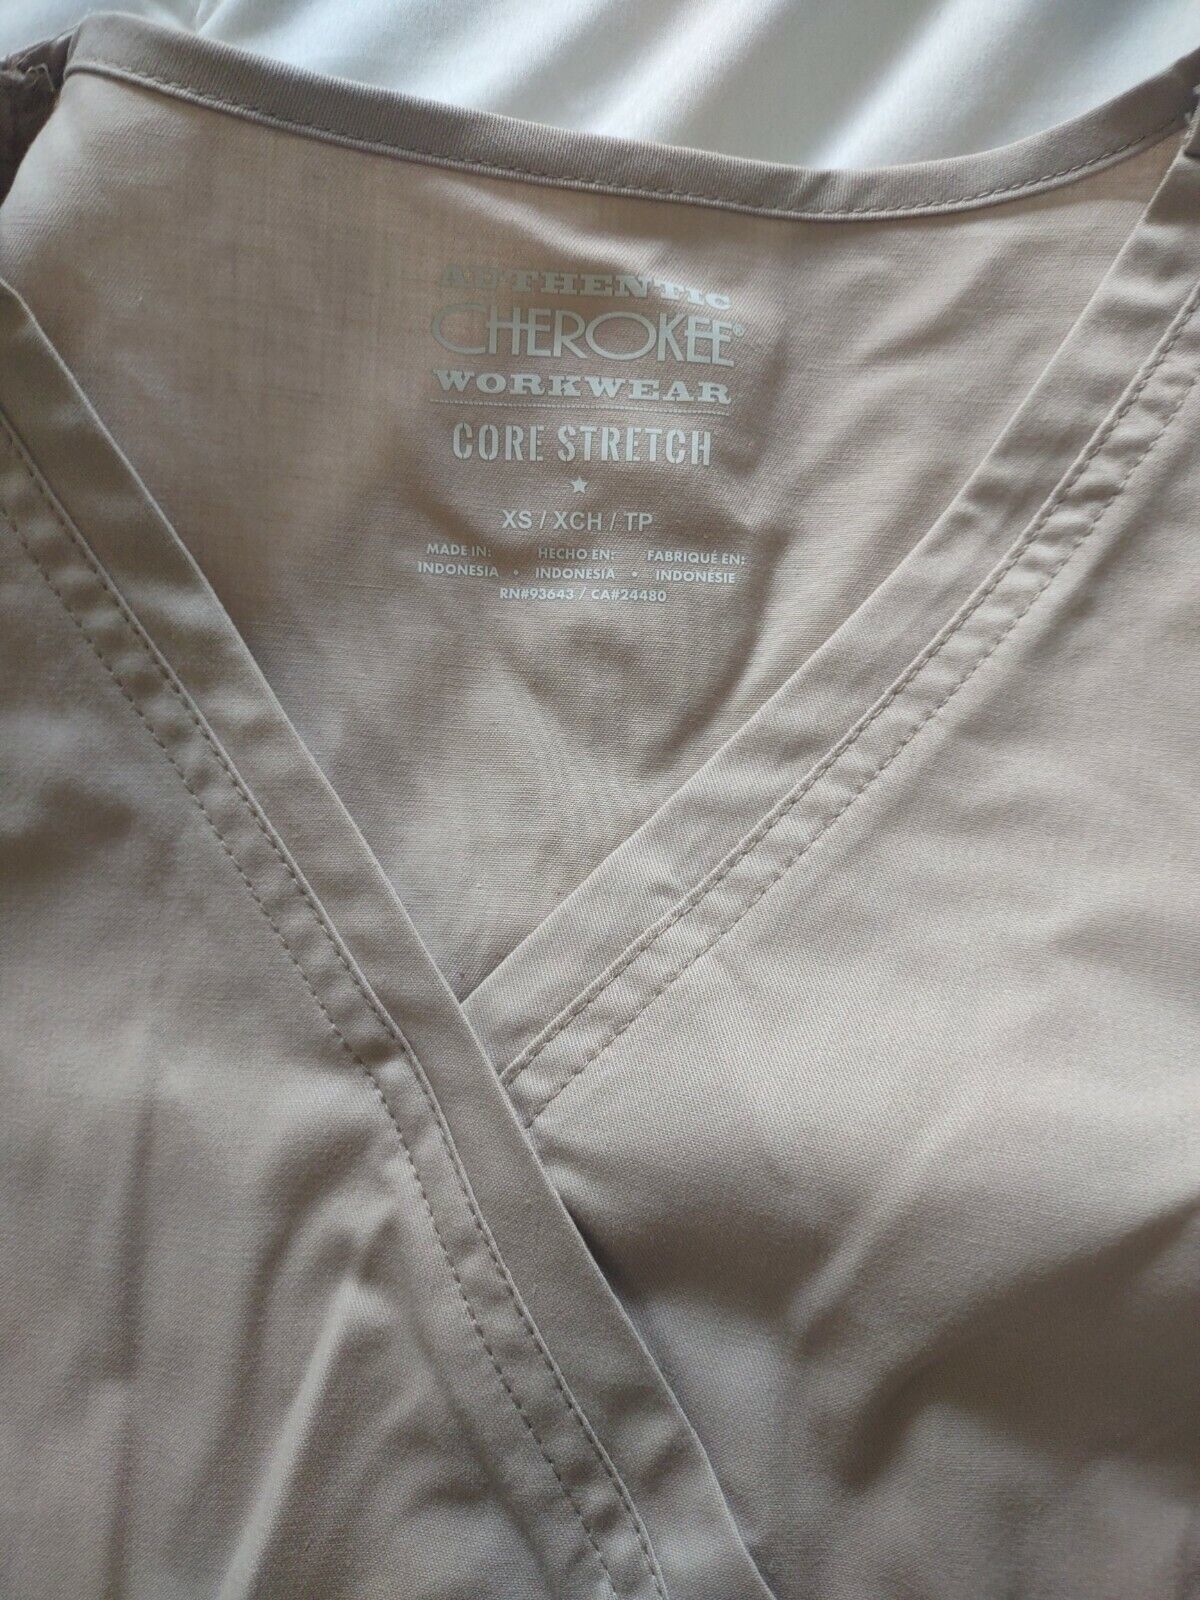 AUTHENTIC
CHEROKEE®
WORKWEAR
CORE STRETCH
XS / XCH / TP
MADE IN: HECHO EN: FABRIQUÉ EN:
INDONESIA • INDONESIA • INDONÉSIE
RN#93643 / CA#24480